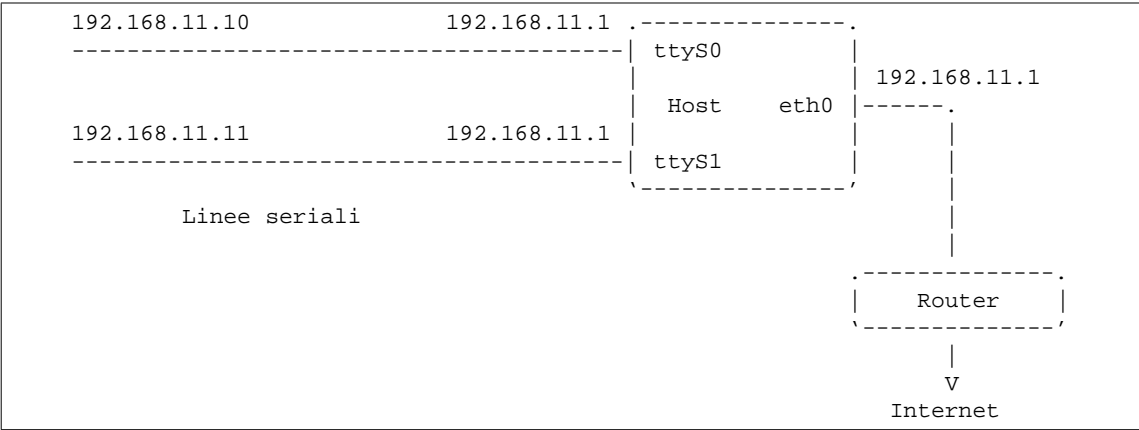 192.168.11.10 192.168.11.1
ttyS0
192.168.11.1
Host eth0
192.168.11.11 192.168.11.1
ttyS1
Linee seriali
Router
V
Internet